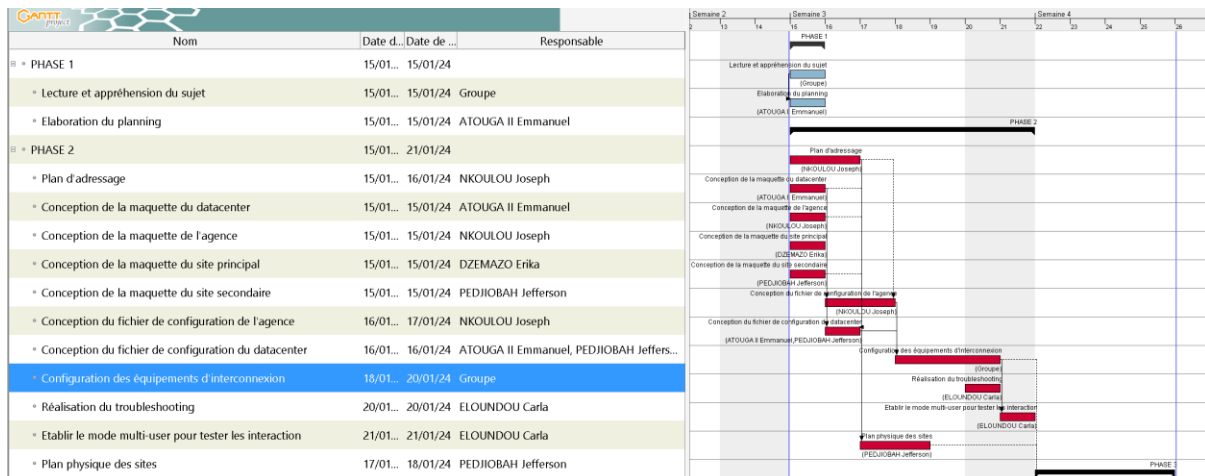 GANTT
project
Nom Date d... Date de ... Responsable
PHASE 1 15/01... 15/01/24
Lecture et appréhension du sujet 15/01... 15/01/24 Groupe
Elaboration du planning 15/01... 15/01/24 ATOUGA II Emmanuel
PHASE 2 15/01... 21/01/24
Plan d'adressage 15/01... 16/01/24 NKOULOU Joseph
Conception de la maquette du datacenter 15/01... 15/01/24 ATOUGA II Emmanuel
Conception de la maquette de l'agence 15/01... 15/01/24 NKOULOU Joseph
Conception de la maquette du site principal 15/01... 15/01/24 DZEMAZO Erika
Conception de la maquette du site secondaire 15/01... 15/01/24 PEDJIOBAH Jefferson
Conception du fichier de configuration de l'agence 16/01... 17/01/24 NKOULOU Joseph
Conception du fichier de configuration du datacenter 16/01... 16/01/24 ATOUGA II Emmanuel, PEDJIOBAH Jeffers...
Configuration des équipements d'interconnexion 18/01... 20/01/24 Groupe
Réalisation du troubleshooting 20/01... 20/01/24 ELOUNDOU Carla
Etablir le mode multi-user pour tester les interaction 21/01... 21/01/24 ELOUNDOU Carla
Plan physique des sites 17/01... 18/01/24 PEDJIOBAH Jefferson
Semaine 2 Semaine 3 Semaine 4
2 13 14 15 16 17 18 19 20 21 22 23 24 25 26
PHASE 1
Lecture et appréhension du sujet
(Groupe)
Elaboration du planning
(ATOUGA II Emmanuel)
PHASE 2
Plan d'adressage
(NKOULOU Joseph)
Conception de la maquette du datacenter
(ATOUGA II Emmanuel)
Conception de la maquette de l'agence
(NKOULOU Joseph)
Conception de la maquette du site principal
(DZEMAZO Erika)
Conception de la maquette du site secondaire
(PEDJIOBAH Jefferson)
Conception du fichier de configuration de l'agence
(NKOULOU Joseph)
Conception du fichier de configuration du datacenter
(ATOUGA II Emmanuel,PEDJIOBAH Jefferson)
Configuration des équipements d'interconnexion
(Groupe)
Réalisation du troubleshooting
(ELOUNDOU Carla)
Etablir le mode multi-user pour tester les interaction
(ELOUNDOU Carla)
Plan physique des sites
(PEDJIOBAH Jefferson)
PHASE 3